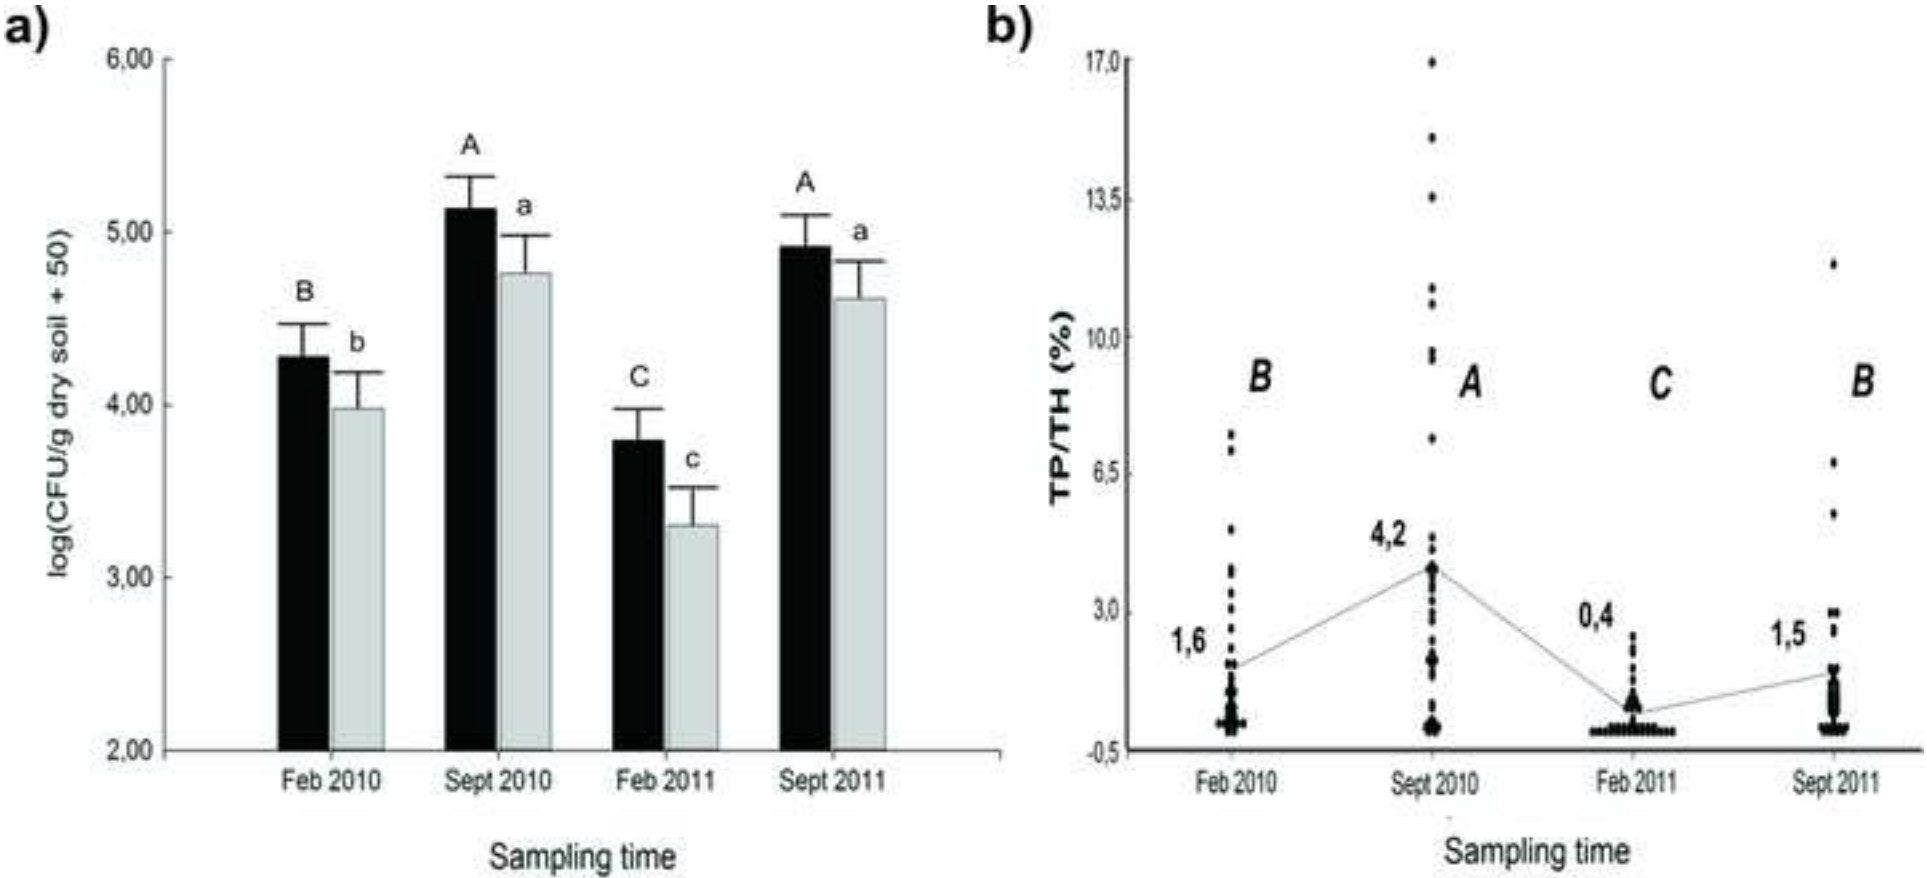 a)
log(CFU/g dry soil + 50)
6,00
5,00
4,00
3,00
2,00
B
b
A
a
C
c
A
a
Feb 2010
Sept 2010
Feb 2011
Sept 2011
Sampling time
b)
TP/TH (%)
17,0
13,5
10,0
6,5
3,0
-0,5
B
A
C
B
1,6
4,2
0,4
1,5
Feb 2010
Sept 2010
Feb 2011
Sept 2011
Sampling time